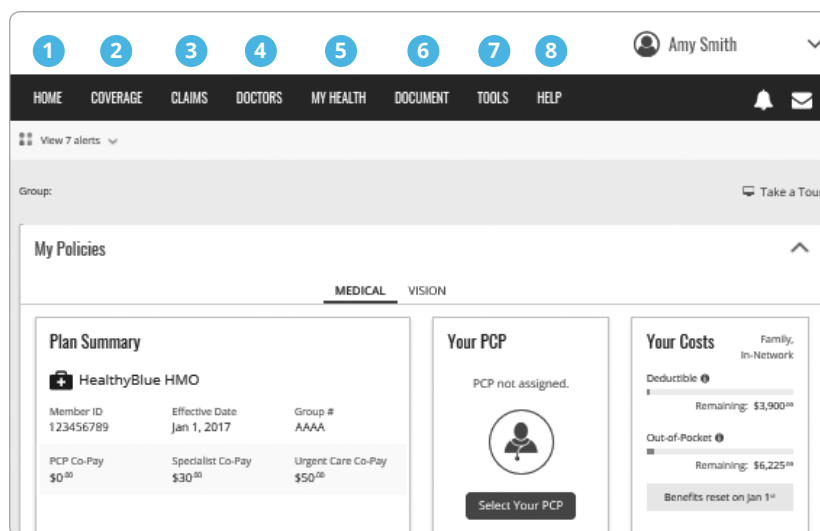 1 2 3 4 5 6 7 8
Amy Smith
HOME COVERAGE CLAIMS DOCTORS MY HEALTH DOCUMENT TOOLS HELP
View 7 alerts
Group:
Take a Tour
My Policies
MEDICAL VISION
Plan Summary
HealthyBlue HMO
Member ID Effective Date Group #
123456789 Jan 1, 2017 AAAA
PCP Co-Pay Specialist Co-Pay Urgent Care Co-Pay
$0.00 $30.00 $50.00
Your PCP
PCP not assigned.
Select Your PCP
Your Costs
Family,
In-Network
Deductible
Remaining: $3,900.00
Out-of-Pocket
Remaining: $6,225.00
Benefits reset on Jan 1st